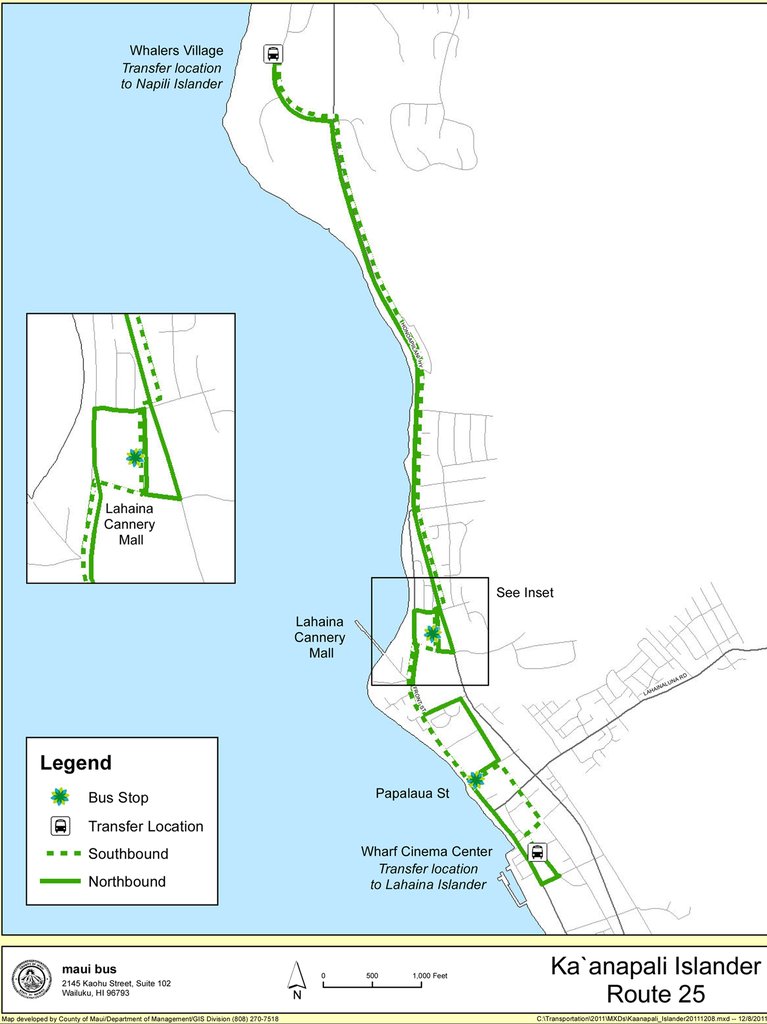 Whalers Village
Transfer location
to Napili Islander
HONOAPIILANI HY
Lahaina
Cannery
Mall
See Inset
Lahaina
Cannery
Mall
FRONT ST
LAHAINALUNA RD
Papalaua St
Wharf Cinema Center
Transfer location
to Lahaina Islander
Legend
Bus Stop
Transfer Location
Southbound
Northbound
maui bus
2145 Kaohu Street, Suite 102
Wailuku, HI 96793
N
0 500 1,000 Feet
Ka`anapali Islander
Route 25
Map developed by County of Maui/Department of Management/GIS Division (808) 270-7518
C:\Transportation\2011\MXDs\Kaanapali_Islander20111208.mxd -- 12/8/2011